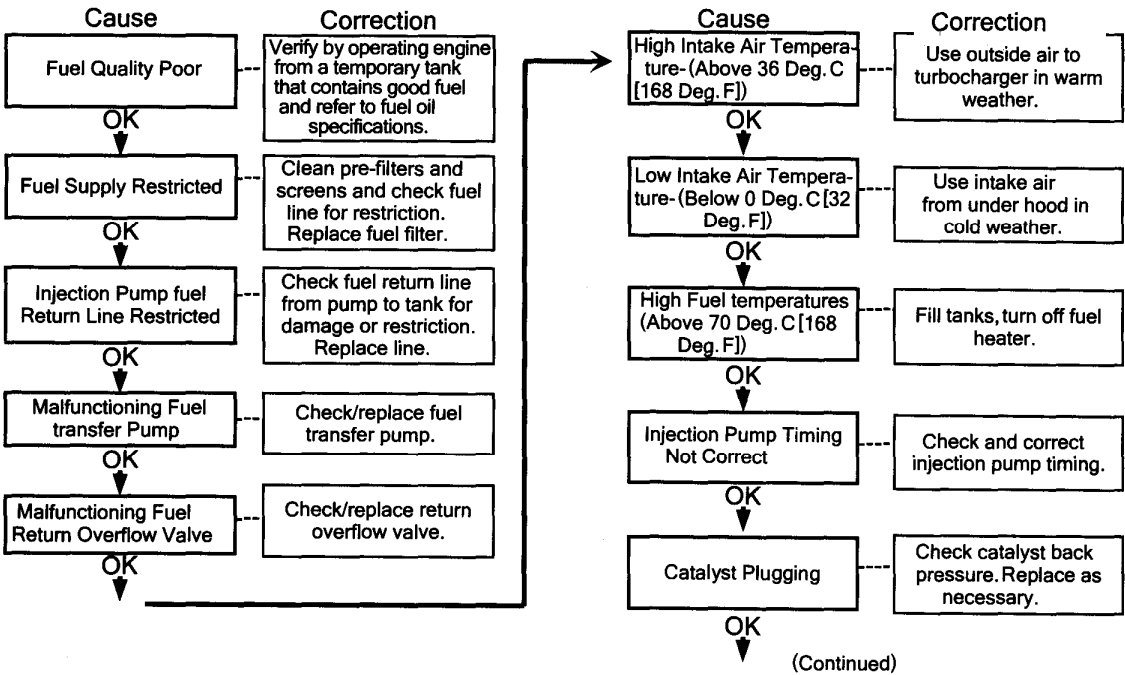 Cause
Correction
Fuel Quality Poor
Verify by operating engine
from a temporary tank
that contains good fuel
and refer to fuel oil
specifications.
OK
Fuel Supply Restricted
Clean pre-filters and
screens and check fuel
line for restriction.
Replace fuel filter.
OK
Injection Pump fuel
Return Line Restricted
Check fuel return line
from pump to tank for
damage or restriction.
Replace line.
OK
Malfunctioning Fuel
transfer Pump
Check/replace fuel
transfer pump.
OK
Malfunctioning Fuel
Return Overflow Valve
Check/replace return
overflow valve.
OK
Cause
Correction
High Intake Air Tempera-
ture-(Above 36 Deg. C
[168 Deg. F])
Use outside air to
turbocharger in warm
weather.
OK
Low Intake Air Tempera-
ture-(Below 0 Deg. C [32
Deg. F])
Use intake air
from under hood in
cold weather.
OK
High Fuel temperatures
(Above 70 Deg. C [168
Deg. F])
Fill tanks, turn off fuel
heater.
OK
Injection Pump Timing
Not Correct
Check and correct
injection pump timing.
OK
Catalyst Plugging
Check catalyst back
pressure. Replace as
necessary.
OK
(Continued)